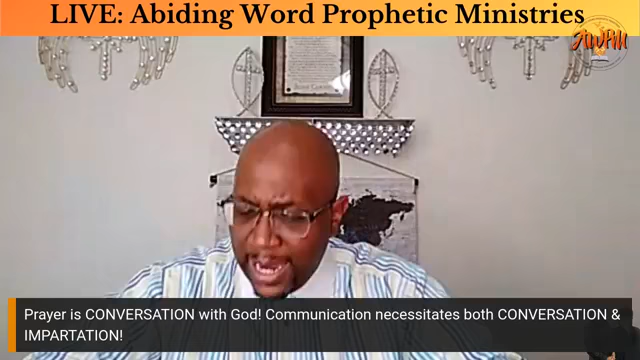 LIVE: Abiding Word Prophetic Ministries
AWPM
Prayer is CONVERSATION with God! Communication necessitates both CONVERSATION &
IMPARTATION!